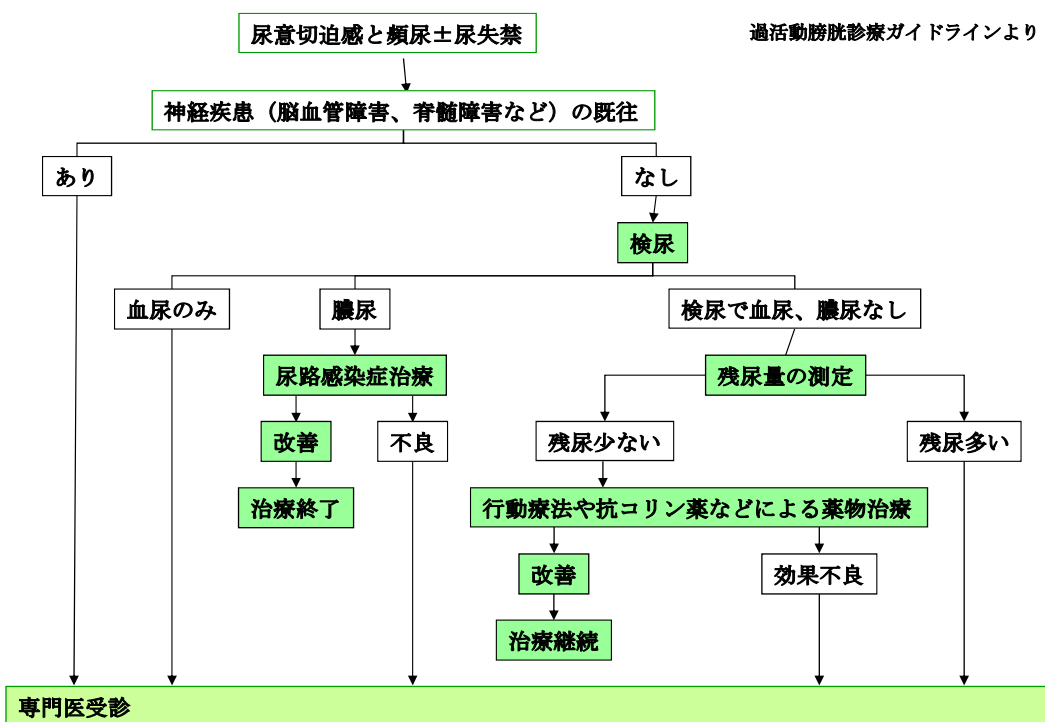 尿意切迫感と頻尿±尿失禁
過活動膀胱診療ガイドラインより
神経疾患（脳血管障害、脊髄障害など）の既往
あり
なし
検尿
血尿のみ
膿尿
検尿で血尿、膿尿なし
尿路感染症治療
残尿量の測定
改善
不良
残尿少ない
残尿多い
治療終了
行動療法や抗コリン薬などによる薬物治療
改善
効果不良
治療継続
専門医受診